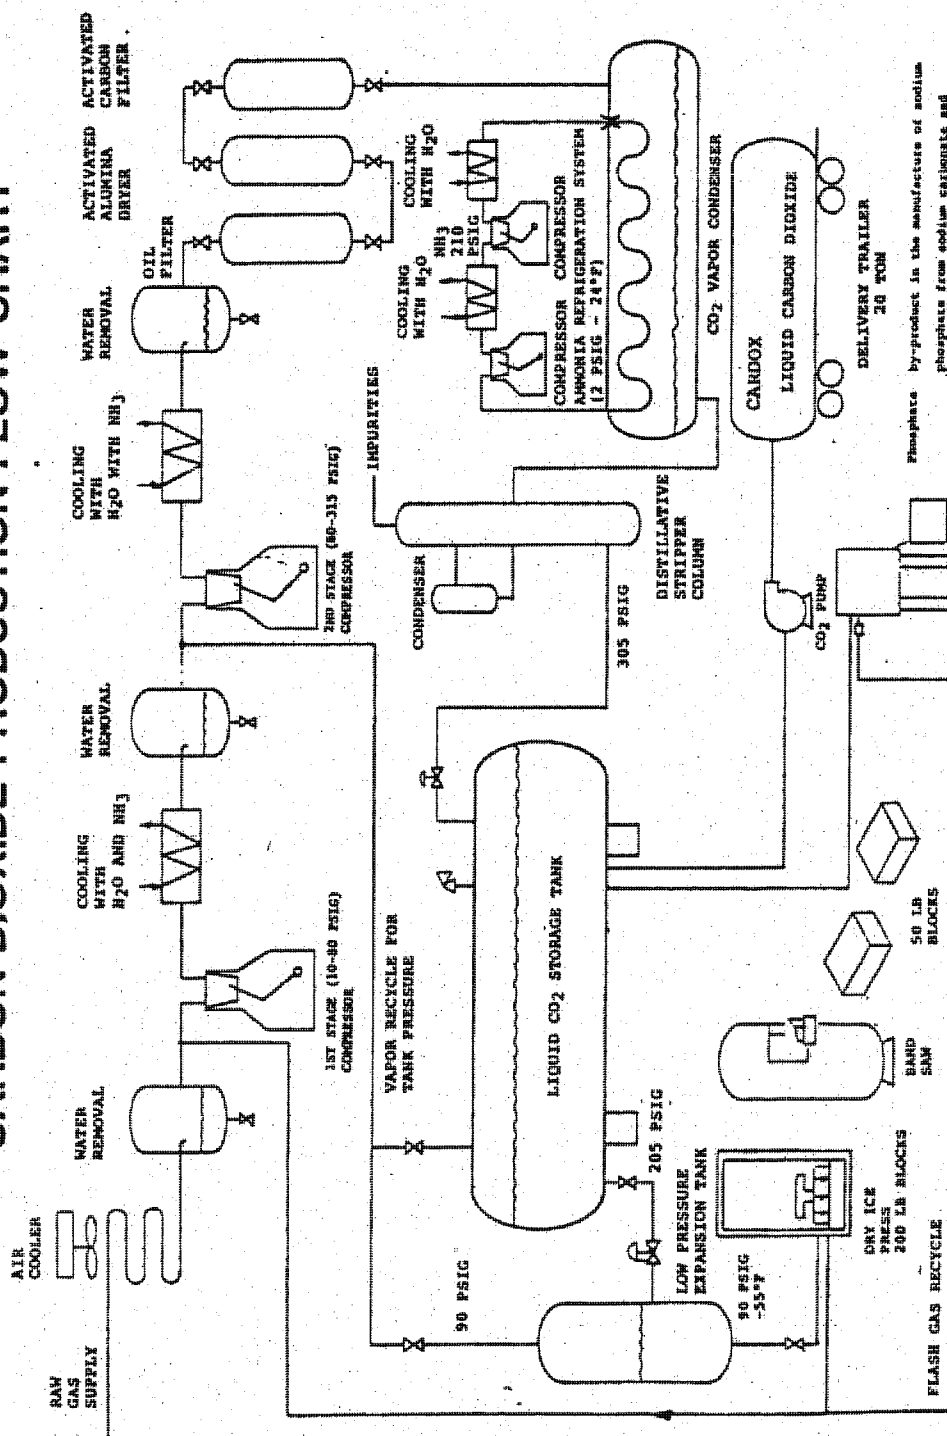 RAW
GAS
SUPPLY
AIR
COOLER
WATER
REMOVAL
1ST STAGE (10-80 PSIG)
COMPRESSOR
COOLING
WITH
H2O AND NH3
WATER
REMOVAL
2ND STAGE (80-315 PSIG)
COMPRESSOR
COOLING
WITH
H2O WITH NH3
WATER
REMOVAL
OIL
FILTER
ACTIVATED
ALUMINA
DRYER
ACTIVATED
CARBON
FILTER.
VAPOR RECYCLE FOR
TANK PRESSURE
IMPURITIES
CONDENSER
COOLING
WITH H2O
NH3
210
PSIG
COOLING
WITH H2O
COMPRESSOR COMPRESSOR
AMMONIA REFRIGERATION SYSTEM
(2 PSIG - 24°F)
CO2 VAPOR CONDENSER
DISTILLATIVE
STRIPPER
COLUMN
305 PSIG
90 PSIG
LIQUID CO2 STORAGE TANK
205 PSIG
LOW PRESSURE
EXPANSION TANK
90 PSIG
-55°F
CARDOX
LIQUID CARBON DIOXIDE
DELIVERY TRAILER
20 TON
CO2 PUMP
DRY ICE
PRESS
200 LB BLOCKS
BAND
SAW
50 LB
BLOCKS
FLASH GAS RECYCLE
Phosphate by-product in the manufacture of sodium
phosphate from sodium carbonate and